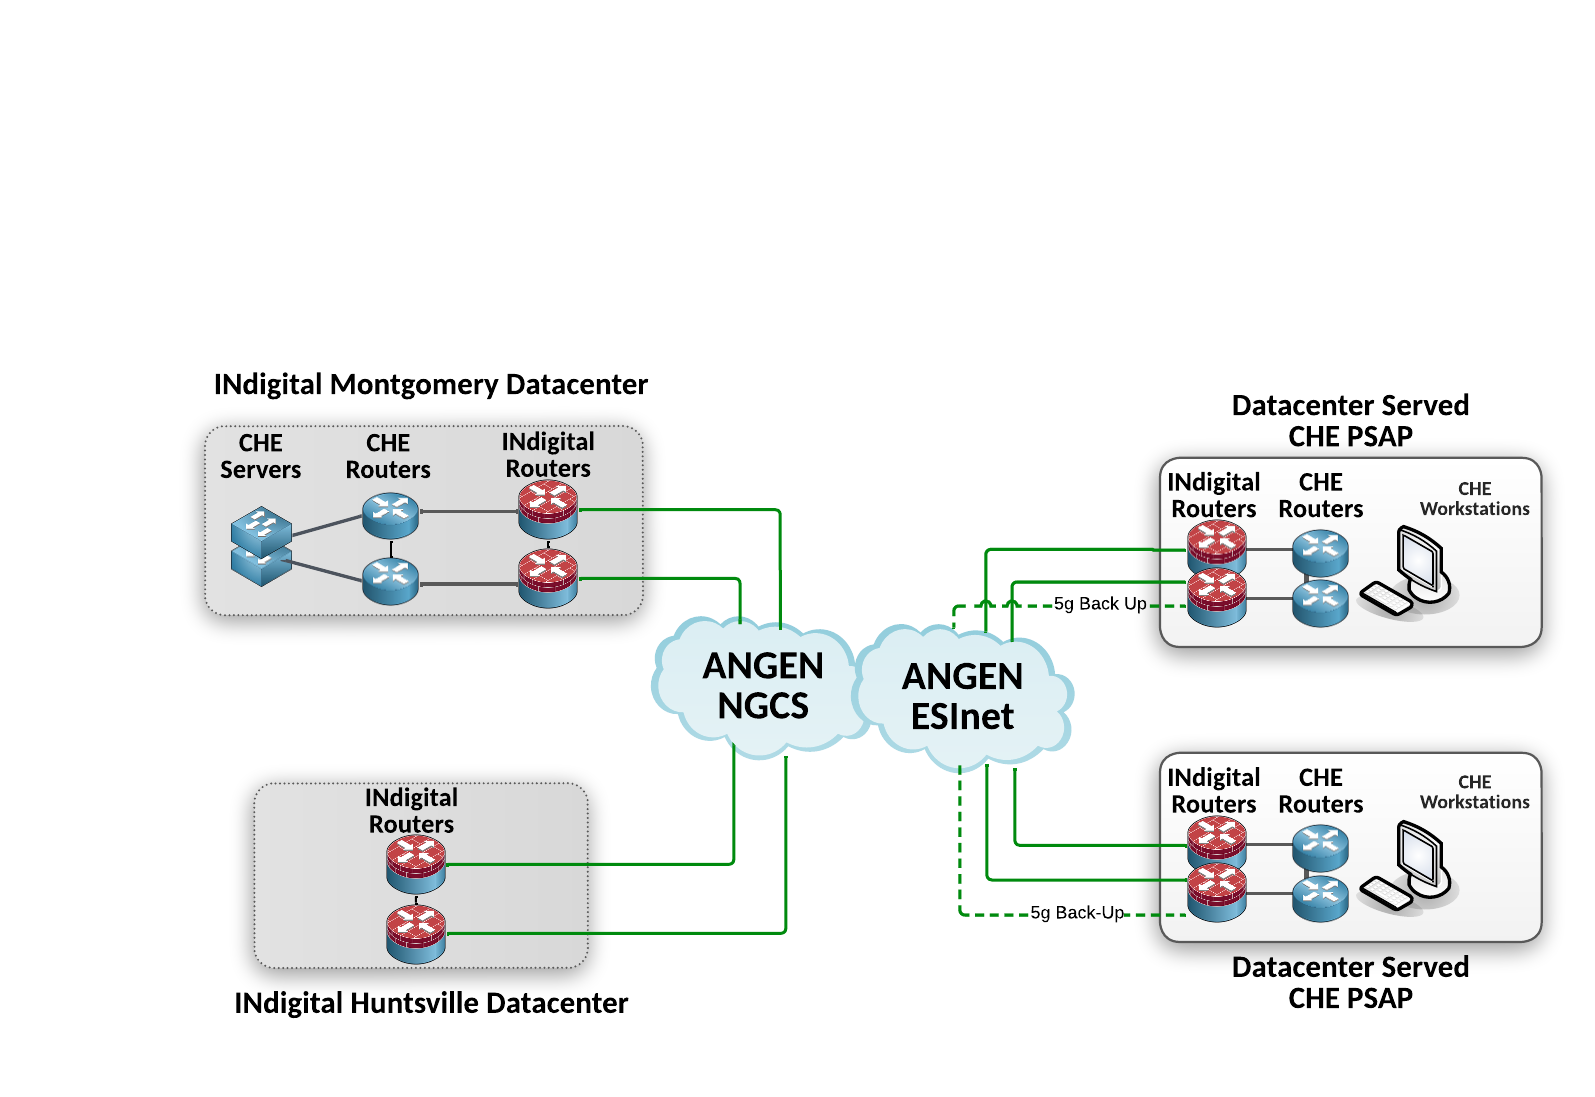 INdigital Montgomery Datacenter
CHE
Servers
CHE
Routers
INdigital
Routers
Datacenter Served
CHE PSAP
INdigital
Routers
CHE
Routers
CHE
Workstations
5g Back Up
ANGEN
NGCS
ANGEN
ESInet
INdigital
Routers
INdigital Huntsville Datacenter
INdigital
Routers
CHE
Routers
CHE
Workstations
5g Back-Up
Datacenter Served
CHE PSAP